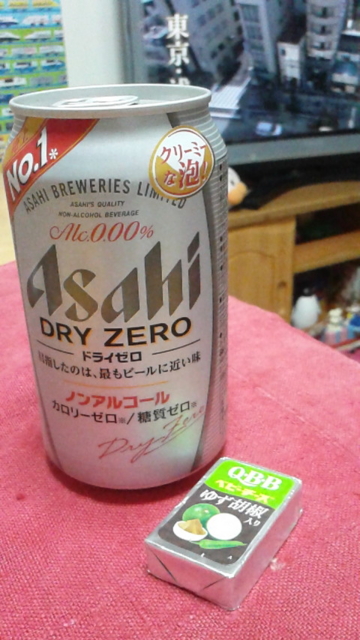 東京・
NO.1*
クリーミー
な泡!
ASAHI BREWERIES LIMITED
ASAHI'S QUALITY
NON-ALCOHOL BEVERAGE
Alc.0.00%
Asahi
DRY ZERO
ドライゼロ
目指したのは、最もビールに近い味
ノンアルコール
カロリーゼロ※/糖質ゼロ※
Dry Zero
Q・B・B
ベビーチーズ
ゆず胡椒
入り